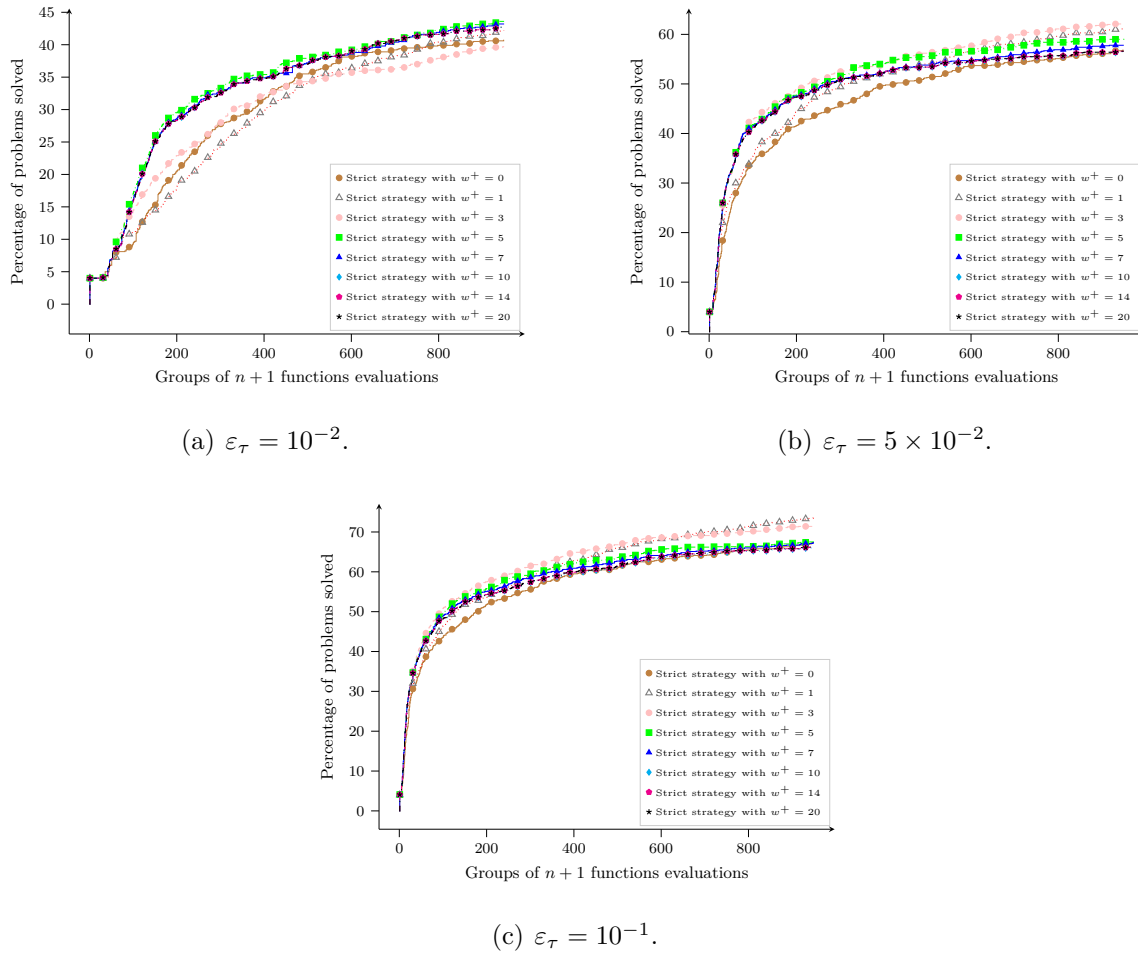 45
40
35
30
25
20
15
10
5
0
Percentage of problems solved
Strict strategy with w⁺ = 0
Strict strategy with w⁺ = 1
Strict strategy with w⁺ = 3
Strict strategy with w⁺ = 5
Strict strategy with w⁺ = 7
Strict strategy with w⁺ = 10
Strict strategy with w⁺ = 14
Strict strategy with w⁺ = 20
0 200 400 600 800
Groups of n + 1 functions evaluations
(a) ε_τ = 10⁻².
60
50
40
30
20
10
0
Percentage of problems solved
Strict strategy with w⁺ = 0
Strict strategy with w⁺ = 1
Strict strategy with w⁺ = 3
Strict strategy with w⁺ = 5
Strict strategy with w⁺ = 7
Strict strategy with w⁺ = 10
Strict strategy with w⁺ = 14
Strict strategy with w⁺ = 20
0 200 400 600 800
Groups of n + 1 functions evaluations
(b) ε_τ = 5 × 10⁻².
70
60
50
40
30
20
10
0
Percentage of problems solved
Strict strategy with w⁺ = 0
Strict strategy with w⁺ = 1
Strict strategy with w⁺ = 3
Strict strategy with w⁺ = 5
Strict strategy with w⁺ = 7
Strict strategy with w⁺ = 10
Strict strategy with w⁺ = 14
Strict strategy with w⁺ = 20
0 200 400 600 800
Groups of n + 1 functions evaluations
(c) ε_τ = 10⁻¹.